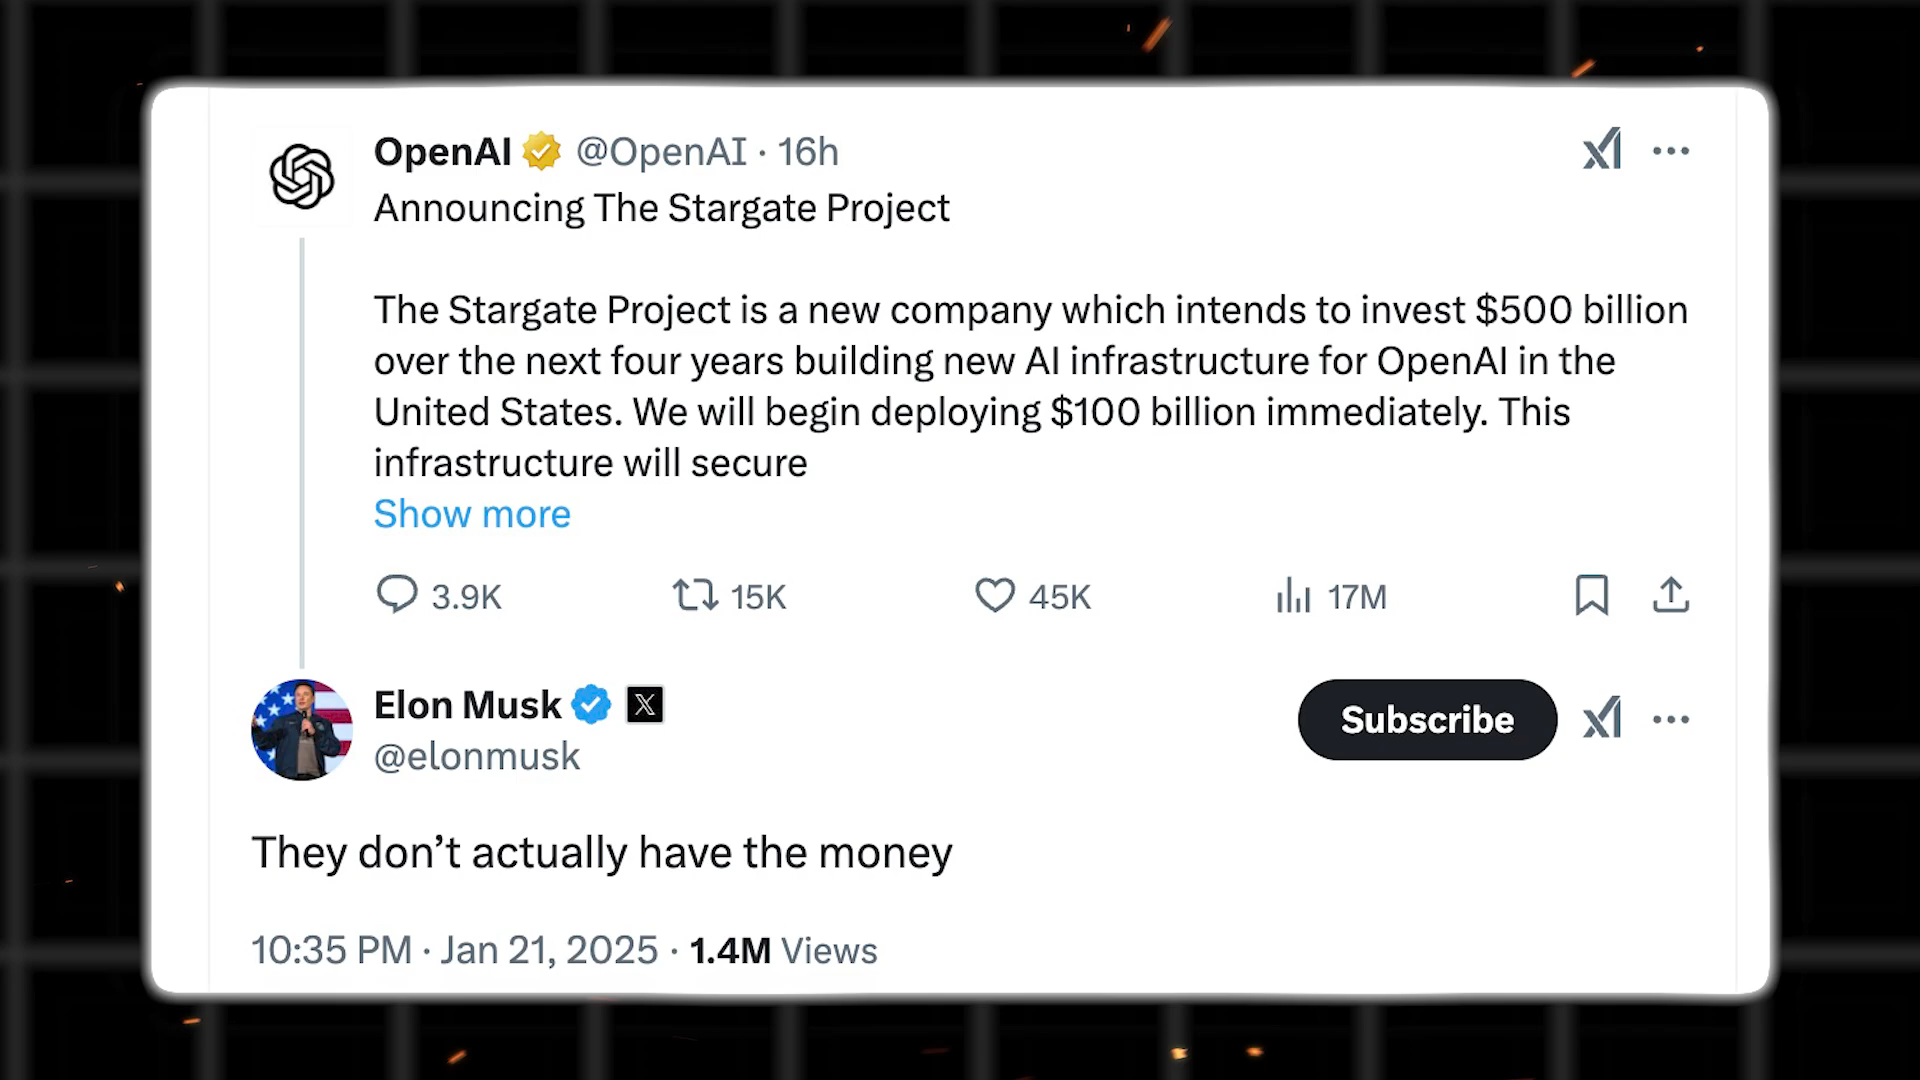 OpenAI @OpenAI · 16h
Announcing The Stargate Project
The Stargate Project is a new company which intends to invest $500 billion
over the next four years building new AI infrastructure for OpenAI in the
United States. We will begin deploying $100 billion immediately. This
infrastructure will secure
Show more
3.9K 15K 45K 17M
Elon Musk
Subscribe
@elonmusk
They don’t actually have the money
10:35 PM · Jan 21, 2025 · 1.4M Views